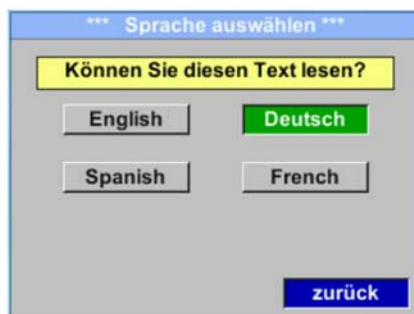 *** Sprache auswählen ***
Können Sie diesen Text lesen?
English Deutsch
Spanish French
zurück